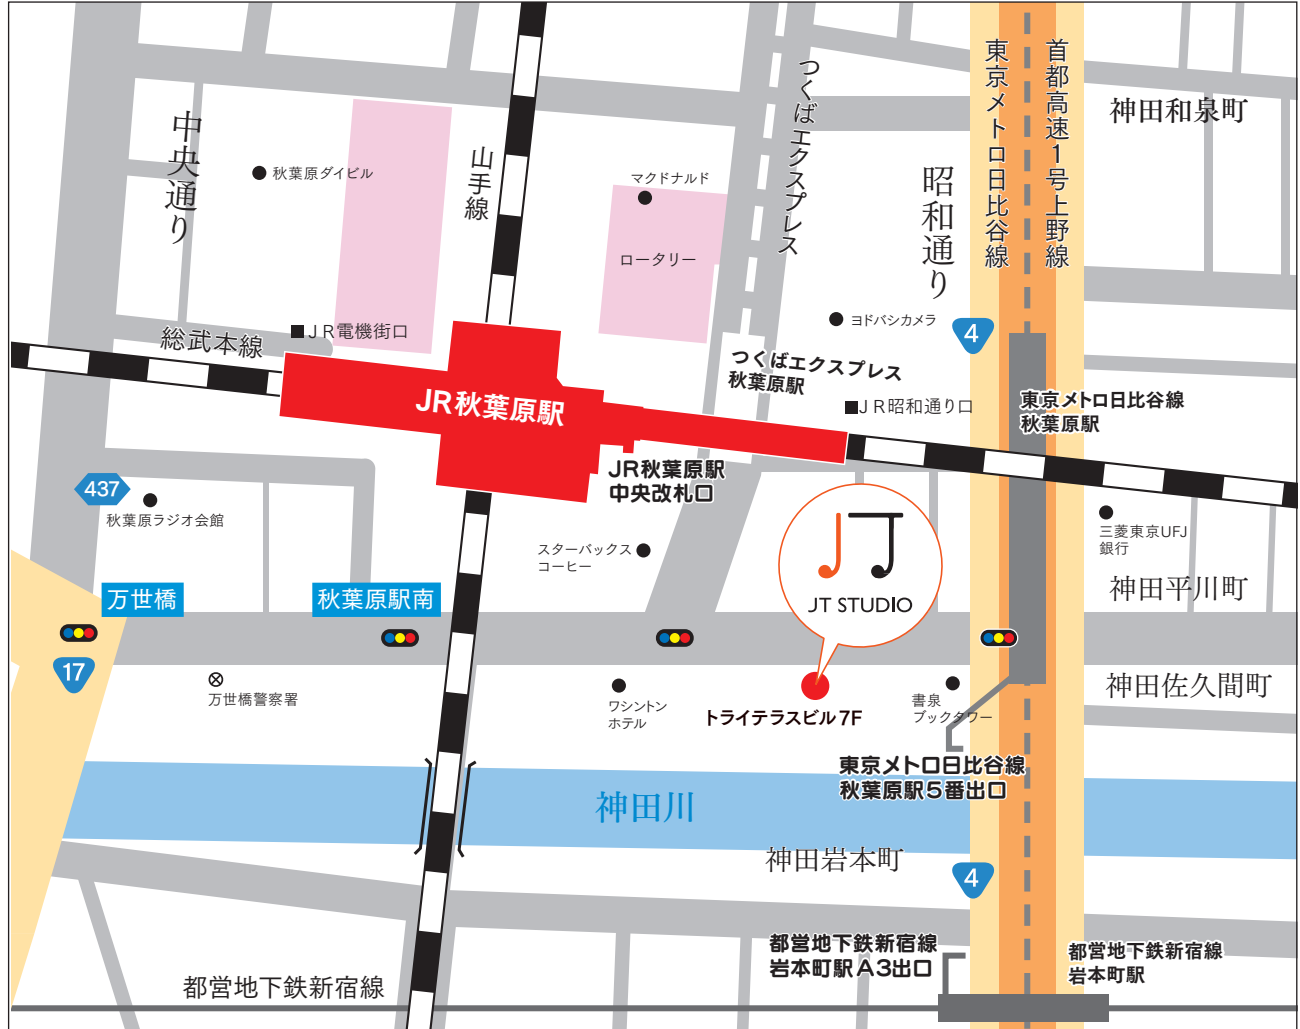 中央通り
秋葉原ダイビル
山手線
マクドナルド
ロータリー
つくばエクスプレス
昭和通り
東京メトロ日比谷線
首都高速1号上野線
神田和泉町
4
ヨドバシカメラ
総武本線
JR電機街口
JR秋葉原駅
つくばエクスプレス
秋葉原駅
JR昭和通り口
東京メトロ日比谷線
秋葉原駅
JR秋葉原駅
中央改札口
437
秋葉原ラジオ会館
スターバックス
コーヒー
JT
JT STUDIO
三菱東京UFJ
銀行
神田平川町
万世橋
秋葉原駅南
17
万世橋警察署
ワシントン
ホテル
トライテラスビル7F
書泉
ブックタワー
神田佐久間町
東京メトロ日比谷線
秋葉原駅5番出口
神田川
神田岩本町
4
都営地下鉄新宿線
岩本町駅A3出口
都営地下鉄新宿線
岩本町駅
都営地下鉄新宿線